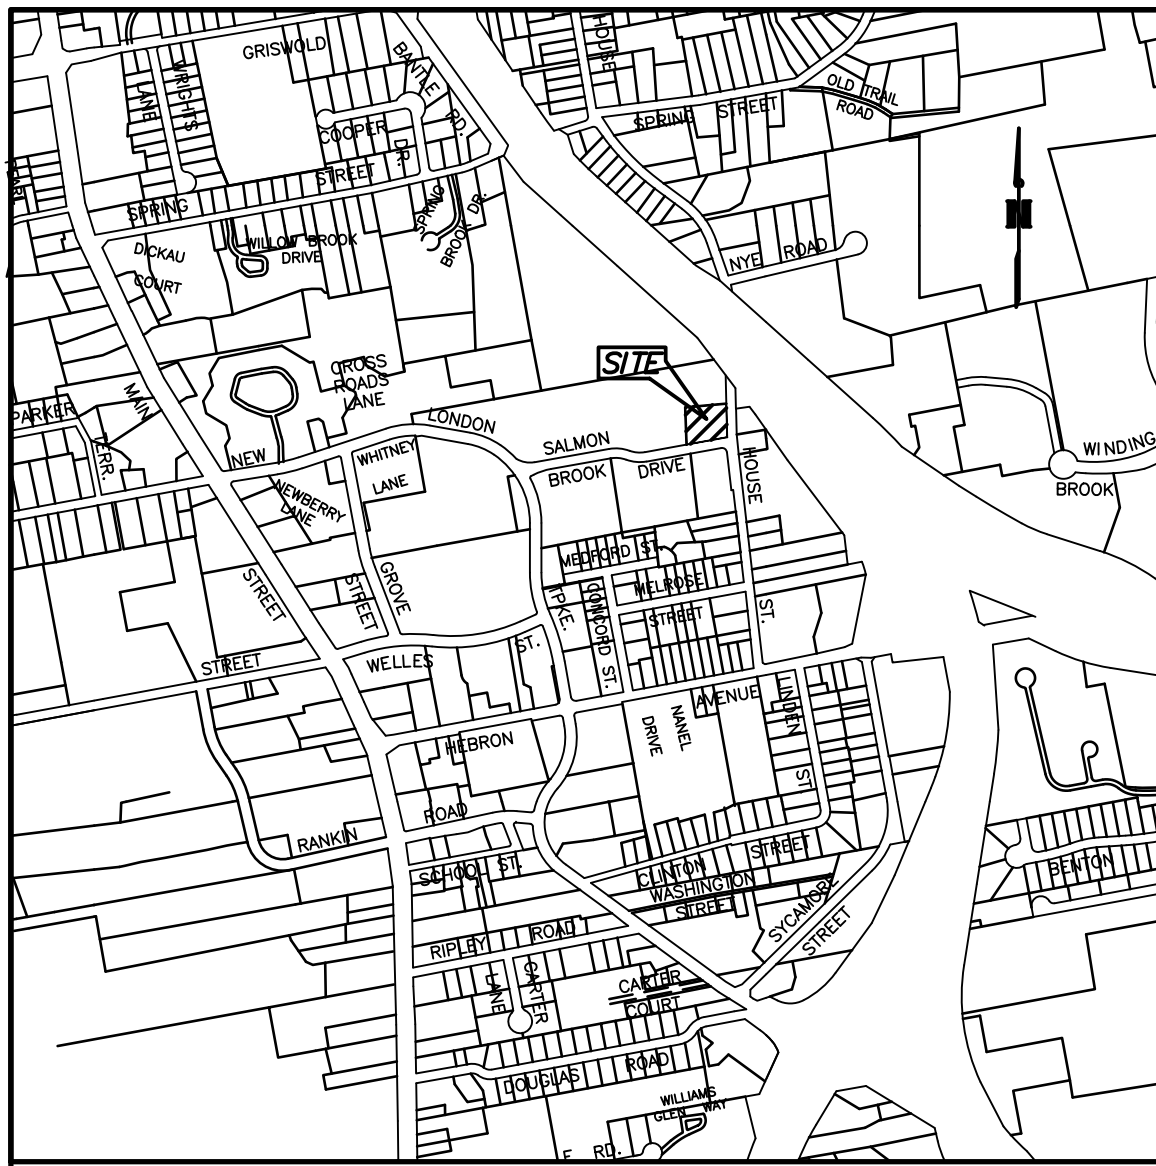 GRISWOLD
BANTLE RD.
HOUSE
WRIGHTS
LANE
OLD TRAIL
ROAD
SPRING STREET
COOPER
DR.
STREET
SPRING
SPRING
BROOK DR.
WILLOW BROOK
DRIVE
DICKAU
COURT
NYE ROAD
N
SITE
CROSS
ROADS
LANE
PARKER
TERR.
MAIN
NEW
LONDON
WHITNEY
LANE
NEWBERRY
LANE
SALMON
BROOK DRIVE
HOUSE
WINDING
BROOK
STREET
GROVE
STREET
MEDFORD ST.
MELROSE
STREET
CONCORD ST.
TPKE.
ST.
STREET
WELLES
ST.
AVENUE
HEBRON
NANEL
DRIVE
LINDEN
ST
ROAD
RANKIN
SCHOOL ST.
CLINTON
STREET
WASHINGTON
STREET
SYCAMORE
STREET
BENTON
RIPLEY
ROAD
CARTER
LANE
CARTER
COURT
DOUGLAS
ROAD
WILLIAMS
GLEN WAY
RD.